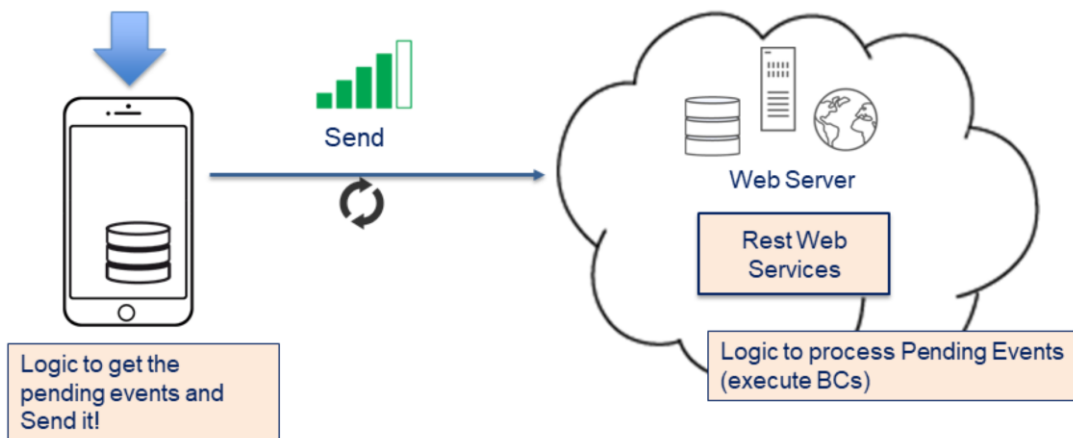 Send
Web Server
Rest Web
Services
Logic to get the
pending events and
Send it!
Logic to process Pending Events
(execute BCs)